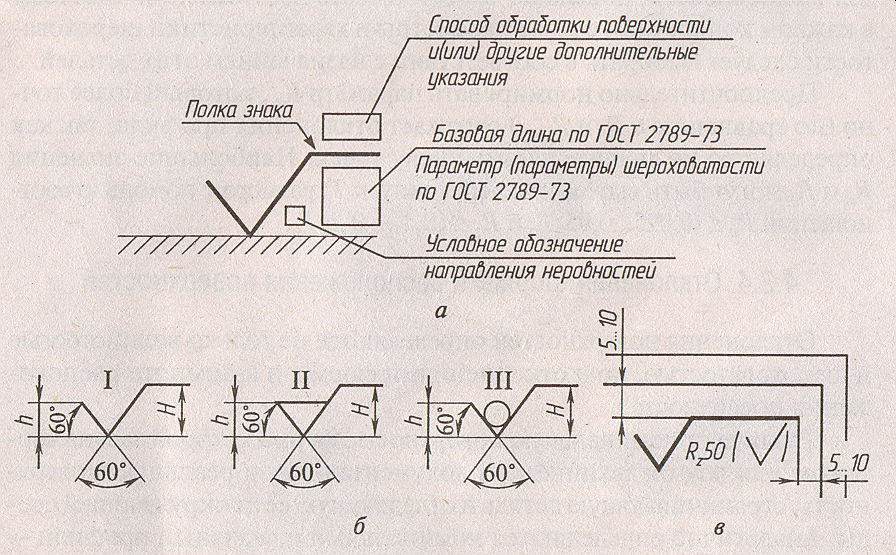 Способ обработки поверхности
и(или) другие дополнительные
указания
Полка знака
Базовая длина по ГОСТ 2789-73
Параметр (параметры) шероховатости
по ГОСТ 2789-73
Условное обозначение
направления неровностей
а
I
II
III
h
60°
H
60°
h
60°
H
60°
h
60°
H
60°
б
5...10
Rz50 (√)
5...10
в